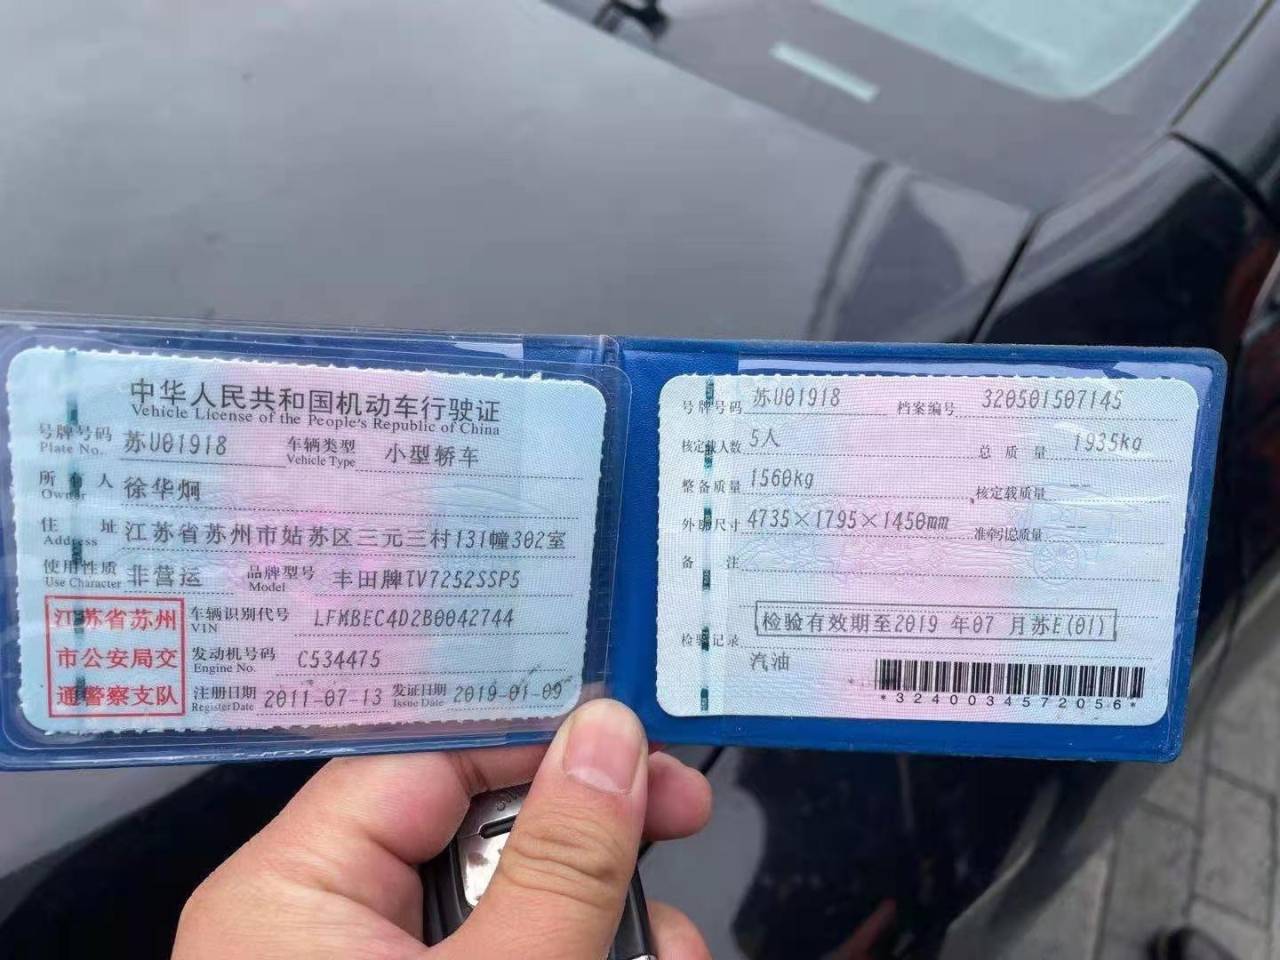 中华人民共和国机动车行驶证
Vehicle License of the People's Republic of China
号牌号码 苏U01918 车辆类型 小型轿车
Plate No. Vehicle Type
所有人 徐华炯
Owner
住址 江苏省苏州市姑苏区三元三村131幢302室
Address
使用性质 非营运 品牌型号 丰田牌TV7252SSP5
Use Character Model
江苏省苏州
市公安局交
通警察支队
车辆识别代号 LFMBEC4D2B0042744
VIN
发动机号码 C534475
Engine No.
注册日期 2011-07-13 发证日期 2019-01-09
Register Date Issue Date
号牌号码 苏U01918 档案编号 320501507145
核定载人数 5人 总质量 1935kg
整备质量 1560kg 核定载质量 --
外廓尺寸 4735×1795×1450mm 准牵引总质量 --
备注
检验有效期至2019 年07 月苏E(01)
检验记录
汽油
*3240034572056*